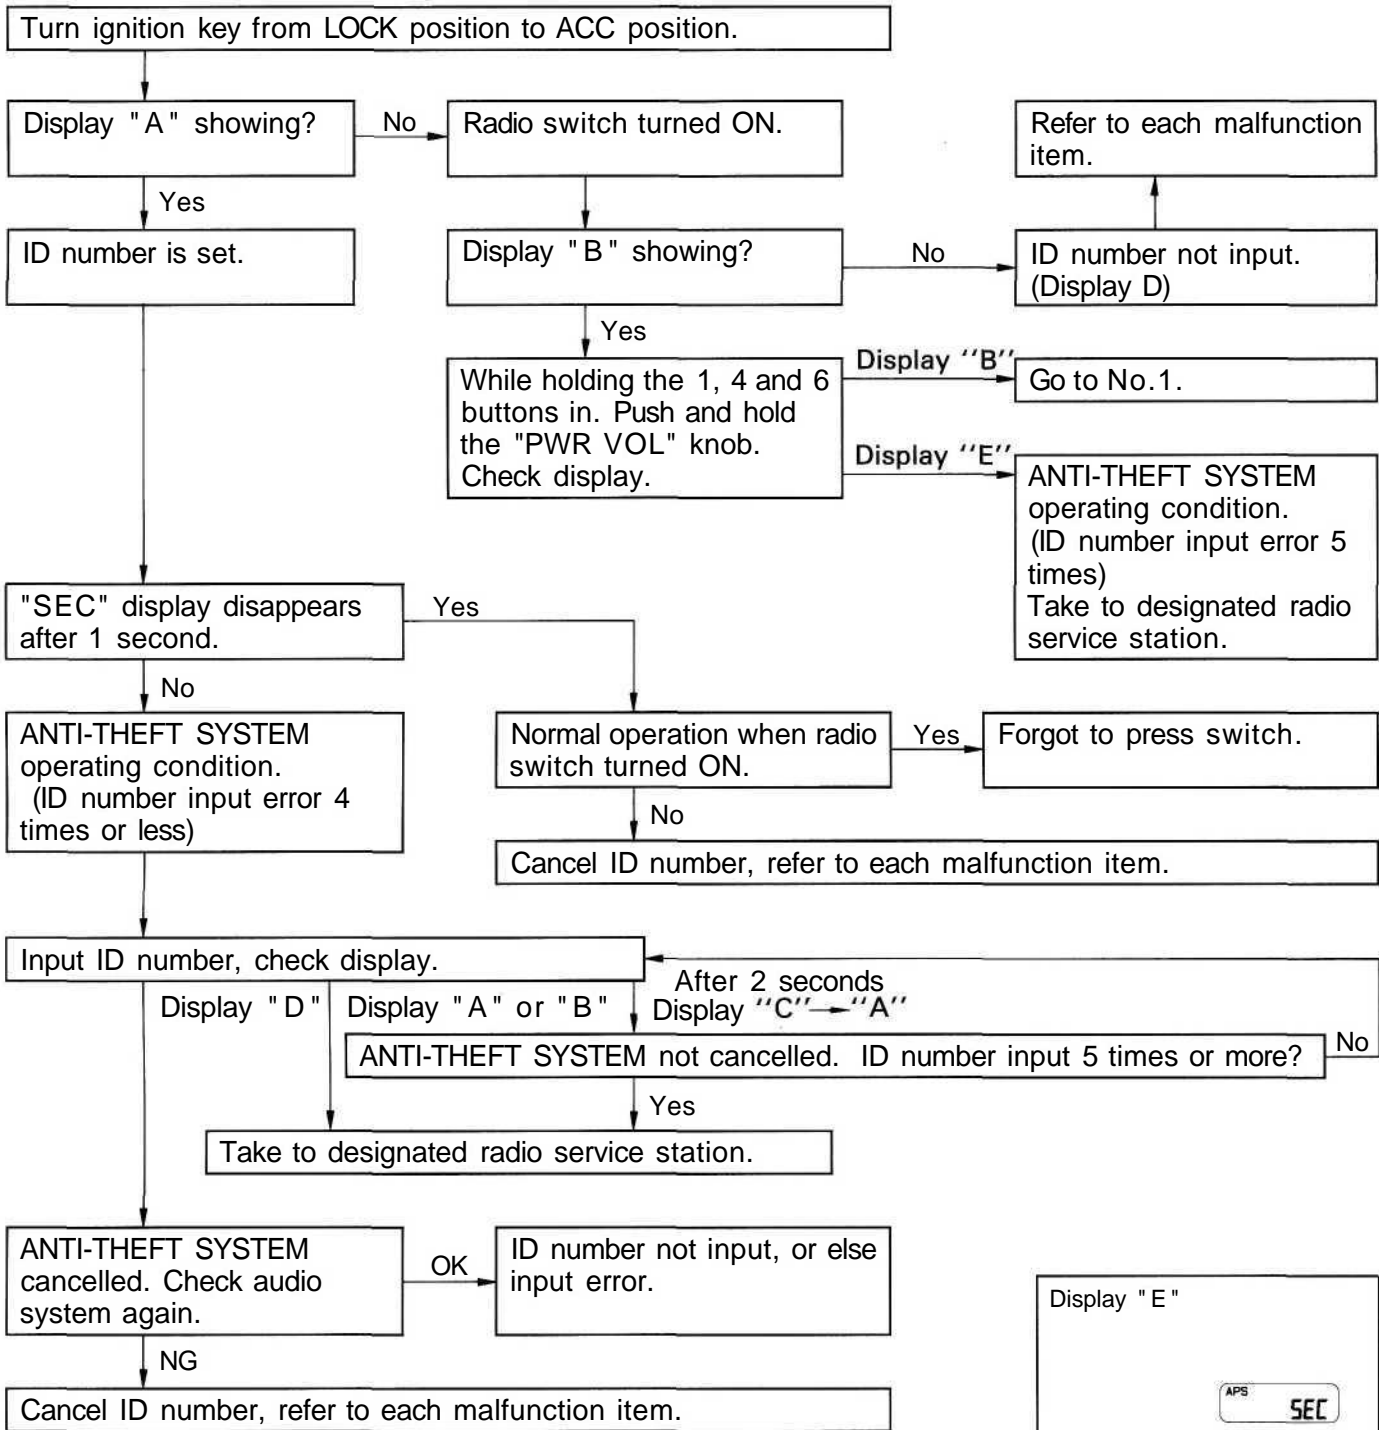 Turn ignition key from LOCK position to ACC position.
Display "A" showing?
No
Radio switch turned ON.
Refer to each malfunction
item.
Yes
ID number is set.
Display "B" showing?
No
ID number not input.
(Display D)
Yes
While holding the 1, 4 and 6
buttons in. Push and hold
the "PWR VOL" knob.
Check display.
Display "B"
Go to No.1.
Display "E"
ANTI-THEFT SYSTEM
operating condition.
(ID number input error 5
times)
Take to designated radio
service station.
"SEC" display disappears
after 1 second.
Yes
No
ANTI-THEFT SYSTEM
operating condition.
(ID number input error 4
times or less)
Normal operation when radio
switch turned ON.
Yes
Forgot to press switch.
No
Cancel ID number, refer to each malfunction item.
Input ID number, check display.
After 2 seconds
Display "D"
Display "A" or "B"
Display "C"→"A"
ANTI-THEFT SYSTEM not cancelled. ID number input 5 times or more?
No
Yes
Take to designated radio service station.
ANTI-THEFT SYSTEM
cancelled. Check audio
system again.
OK
ID number not input, or else
input error.
NG
Cancel ID number, refer to each malfunction item.
Display "E"
APS
SEC